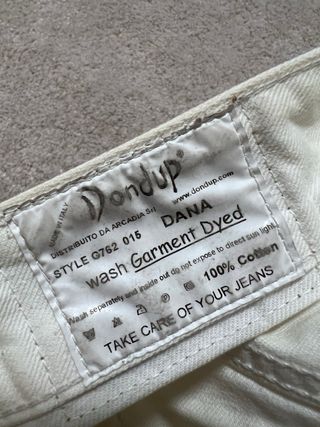 Dondup®
MADE IN ITALY
www.dondup.com
DISTRIBUITO DA ARCADIA Srl
STYLE G762 015 DANA
wash Garment Dyed
Wash separately and inside out do not expose to direct sun light.
100% Cotton
TAKE CARE OF YOUR JEANS